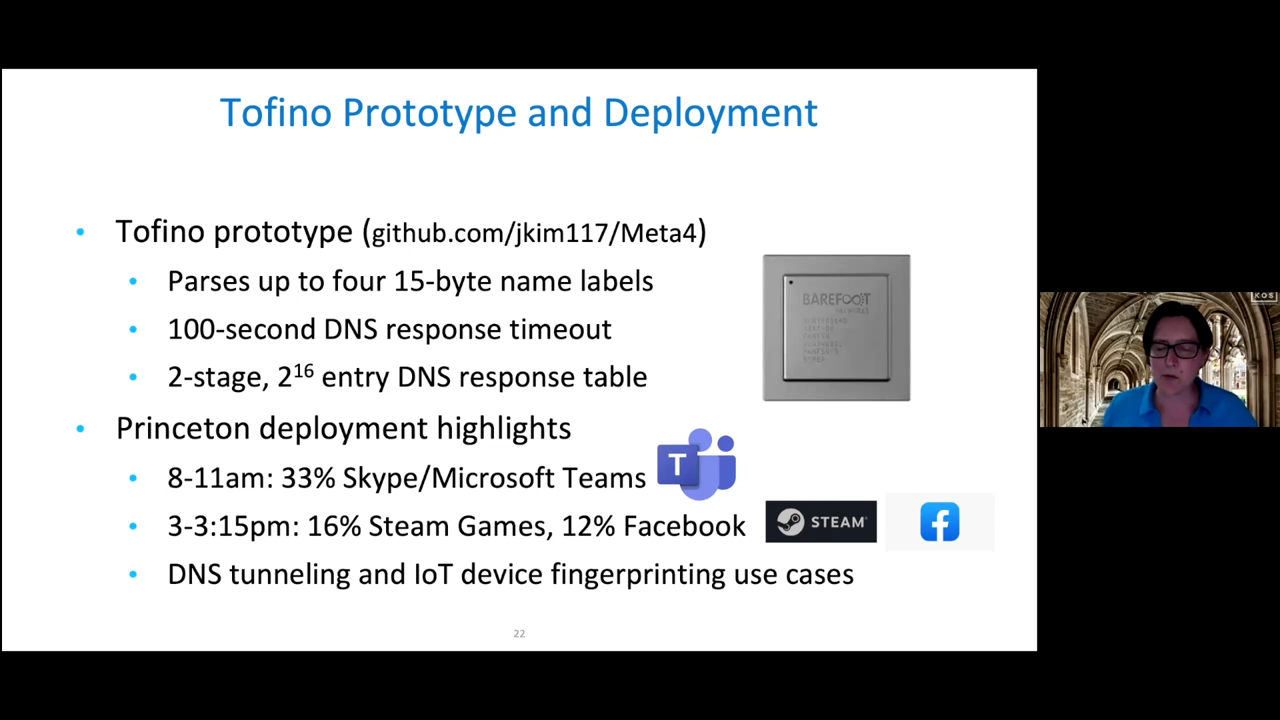 Tofino Prototype and Deployment
• Tofino prototype (github.com/jkim117/Meta4)
• Parses up to four 15-byte name labels
• 100-second DNS response timeout
• 2-stage, 2¹⁶ entry DNS response table
BAREFOOT
NETWORKS
• Princeton deployment highlights
• 8-11am: 33% Skype/Microsoft Teams
T
• 3-3:15pm: 16% Steam Games, 12% Facebook
STEAM
f
• DNS tunneling and IoT device fingerprinting use cases
22
KOS